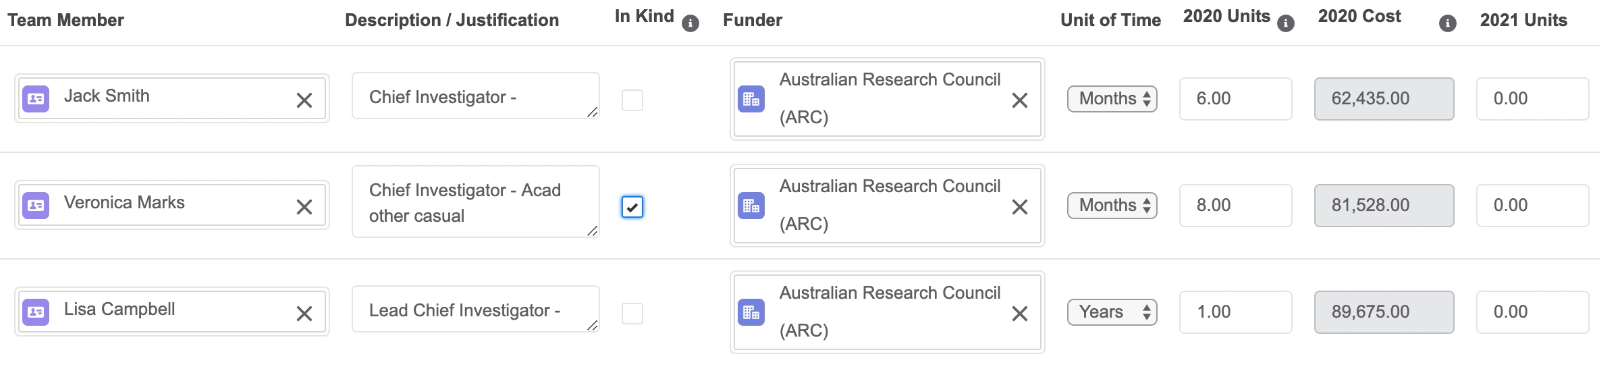 Team Member Description / Justification In Kind Funder Unit of Time 2020 Units 2020 Cost 2021 Units
Jack Smith Chief Investigator - Australian Research Council Months 6.00 62,435.00 0.00
(ARC)
Veronica Marks Chief Investigator - Acad Australian Research Council Months 8.00 81,528.00 0.00
other casual (ARC)
Lisa Campbell Lead Chief Investigator - Australian Research Council Years 1.00 89,675.00 0.00
(ARC)